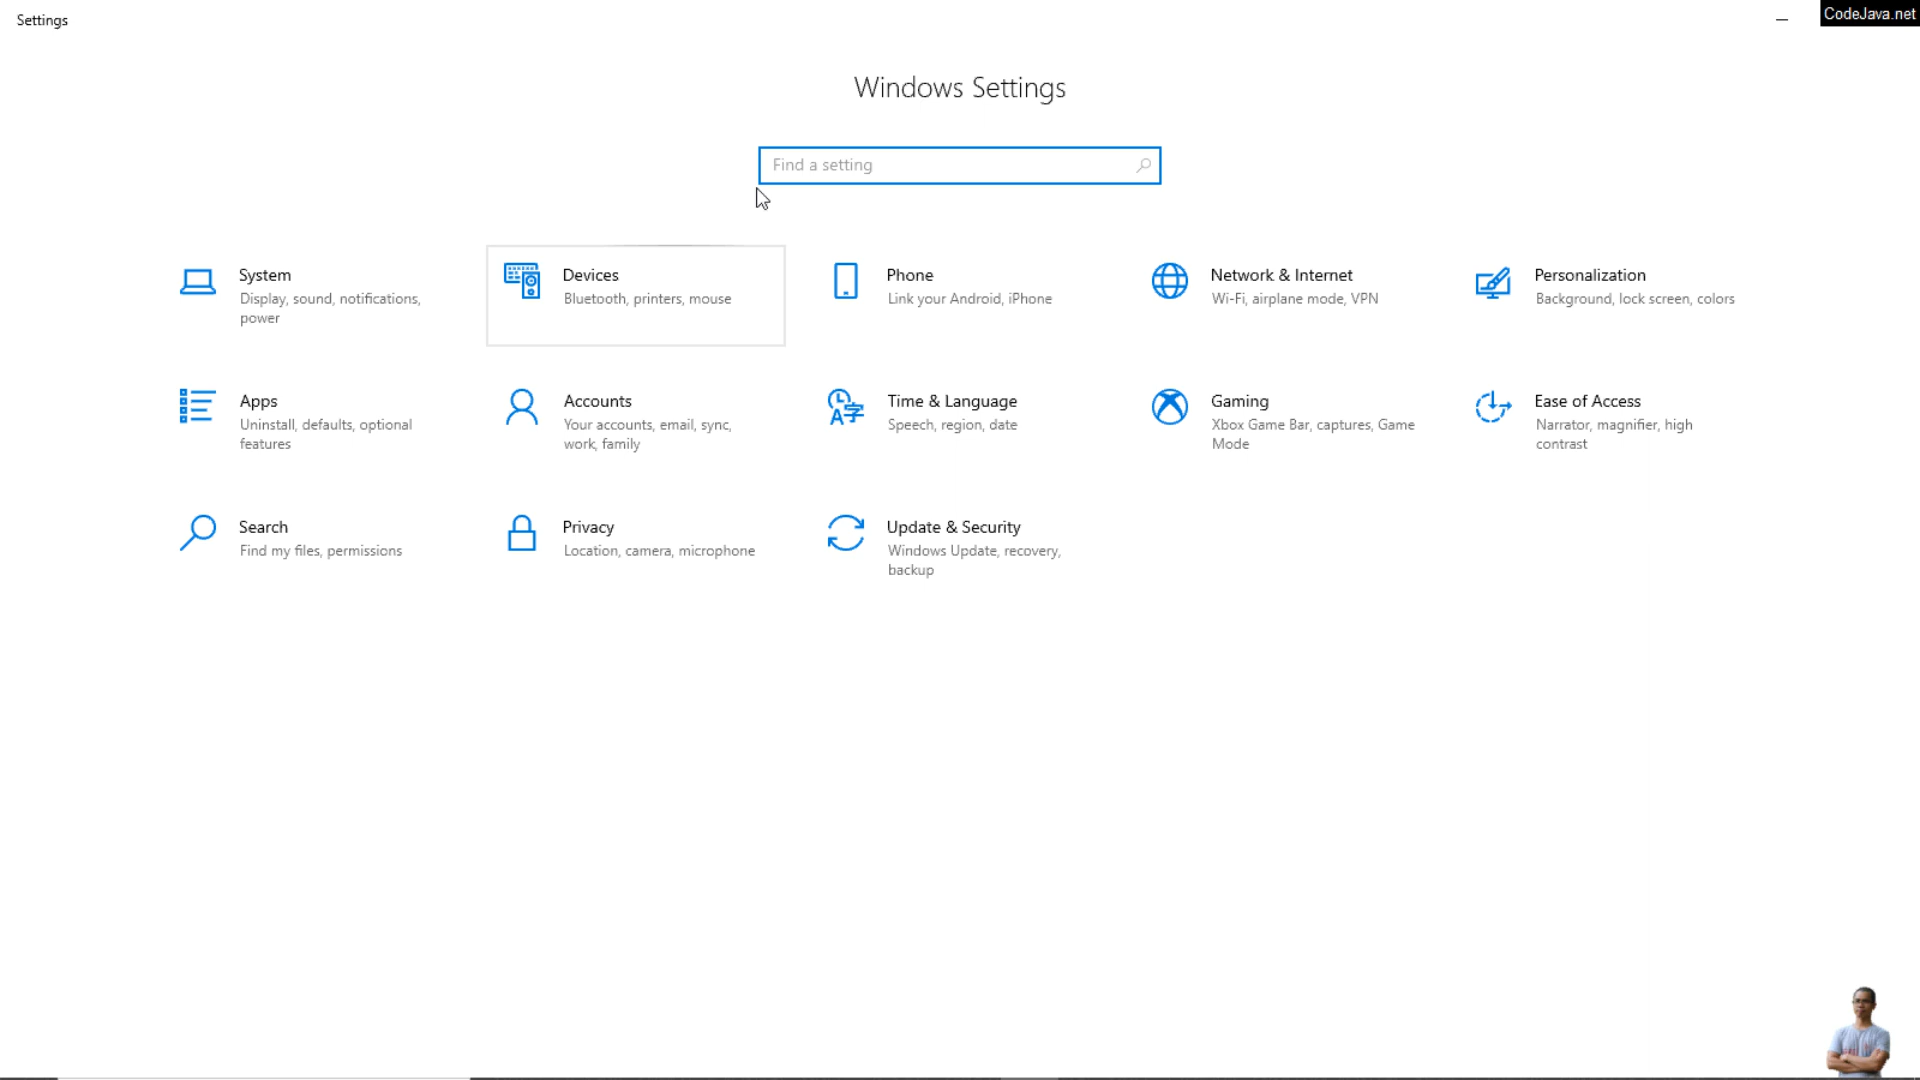 Settings
CodeJava.net
Windows Settings
Find a setting
System
Display, sound, notifications,
power
Devices
Bluetooth, printers, mouse
Phone
Link your Android, iPhone
Network & Internet
Wi-Fi, airplane mode, VPN
Personalization
Background, lock screen, colors
Apps
Uninstall, defaults, optional
features
Accounts
Your accounts, email, sync,
work, family
Time & Language
Speech, region, date
Gaming
Xbox Game Bar, captures, Game
Mode
Ease of Access
Narrator, magnifier, high
contrast
Search
Find my files, permissions
Privacy
Location, camera, microphone
Update & Security
Windows Update, recovery,
backup